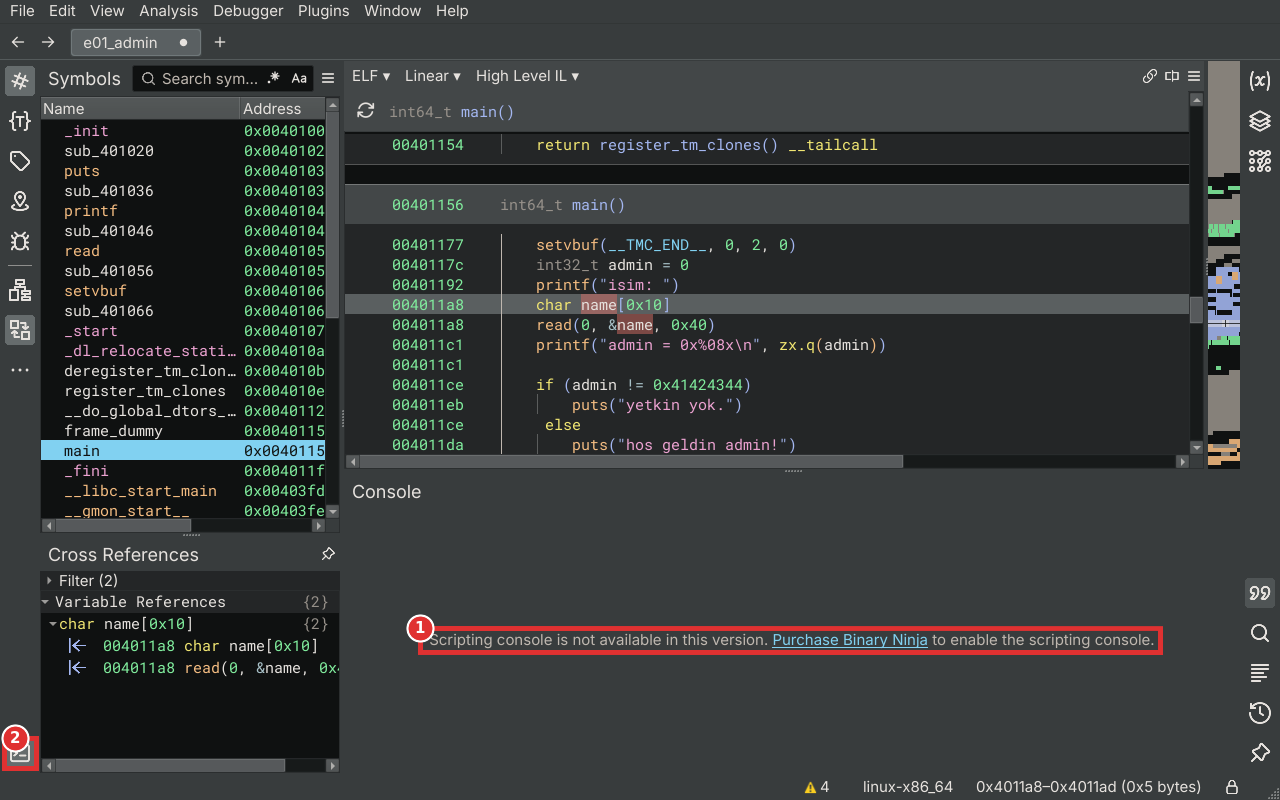 File Edit View Analysis Debugger Plugins Window Help
e01_admin
Symbols
Search sym...
.* Aa
Name Address
_init 0x0040100
sub_401020 0x0040102
puts 0x0040103
sub_401036 0x0040103
printf 0x0040104
sub_401046 0x0040104
read 0x0040105
sub_401056 0x0040105
setvbuf 0x0040106
sub_401066 0x0040106
_start 0x0040107
_dl_relocate_stati... 0x004010a
deregister_tm_clon... 0x004010b
register_tm_clones 0x004010e
__do_global_dtors_... 0x0040112
frame_dummy 0x0040115
main 0x0040115
_fini 0x004011f
__libc_start_main 0x00403fd
__gmon_start__ 0x00403fe
Cross References
Filter (2)
Variable References {2}
char name[0x10] {2}
004011a8 char name[0x10]
004011a8 read(0, &name, 0x4
ELF ▾ Linear ▾ High Level IL ▾
int64_t main()
00401154 return register_tm_clones() __tailcall
00401156 int64_t main()
00401177 setvbuf(__TMC_END__, 0, 2, 0)
0040117c int32_t admin = 0
00401192 printf("isim: ")
004011a8 char name[0x10]
004011a8 read(0, &name, 0x40)
004011c1 printf("admin = 0x%08x\n", zx.q(admin))
004011c1
004011ce if (admin != 0x41424344)
004011eb puts("yetkin yok.")
004011ce else
004011da puts("hos geldin admin!")
Console
1
Scripting console is not available in this version. Purchase Binary Ninja to enable the scripting console.
2
4 linux-x86_64 0x4011a8–0x4011ad (0x5 bytes)